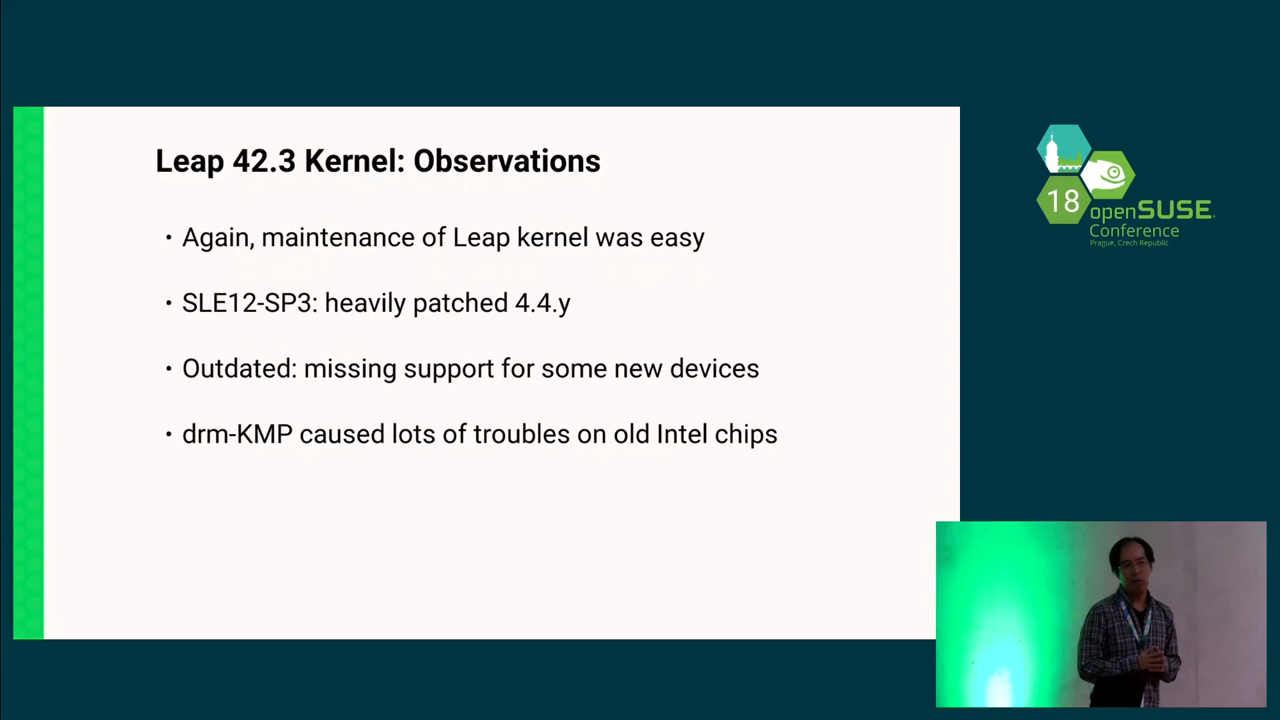 Leap 42.3 Kernel: Observations
· Again, maintenance of Leap kernel was easy
· SLE12-SP3: heavily patched 4.4.y
· Outdated: missing support for some new devices
· drm-KMP caused lots of troubles on old Intel chips
18
openSUSE
Conference
Prague, Czech Republic